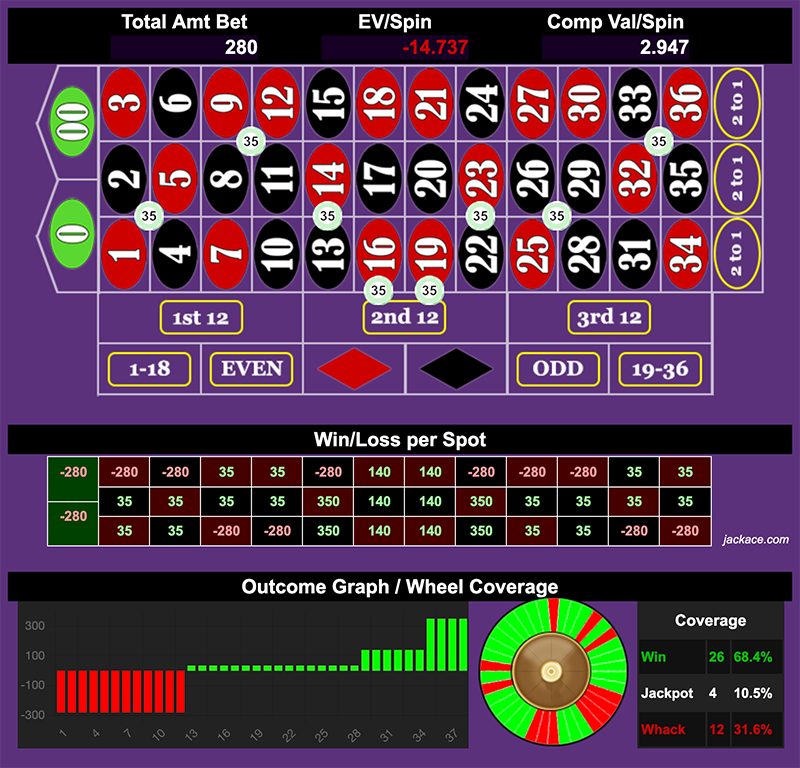 Total Amt Bet EV/Spin Comp Val/Spin
280 -14.737 2.947
00 3 6 9 12 15 18 21 24 27 30 33 36 2 to 1
35 35
2 5 8 11 14 17 20 23 26 29 32 35 2 to 1
35 35 35 35
0 1 4 7 10 13 16 19 22 25 28 31 34 2 to 1
35 35
1st 12 2nd 12 3rd 12
1-18 EVEN ODD 19-36
Win/Loss per Spot
-280 -280 -280 35 35 -280 140 140 -280 -280 -280 35 35
35 35 35 35 350 140 140 350 35 35 35 35
-280 35 35 -280 -280 350 140 140 350 35 35 -280 -280
jackace.com
Outcome Graph / Wheel Coverage
300
100
-100
-300
1 4 7 10 13 16 19 22 25 28 31 34 37
Coverage
Win 26 68.4%
Jackpot 4 10.5%
Whack 12 31.6%